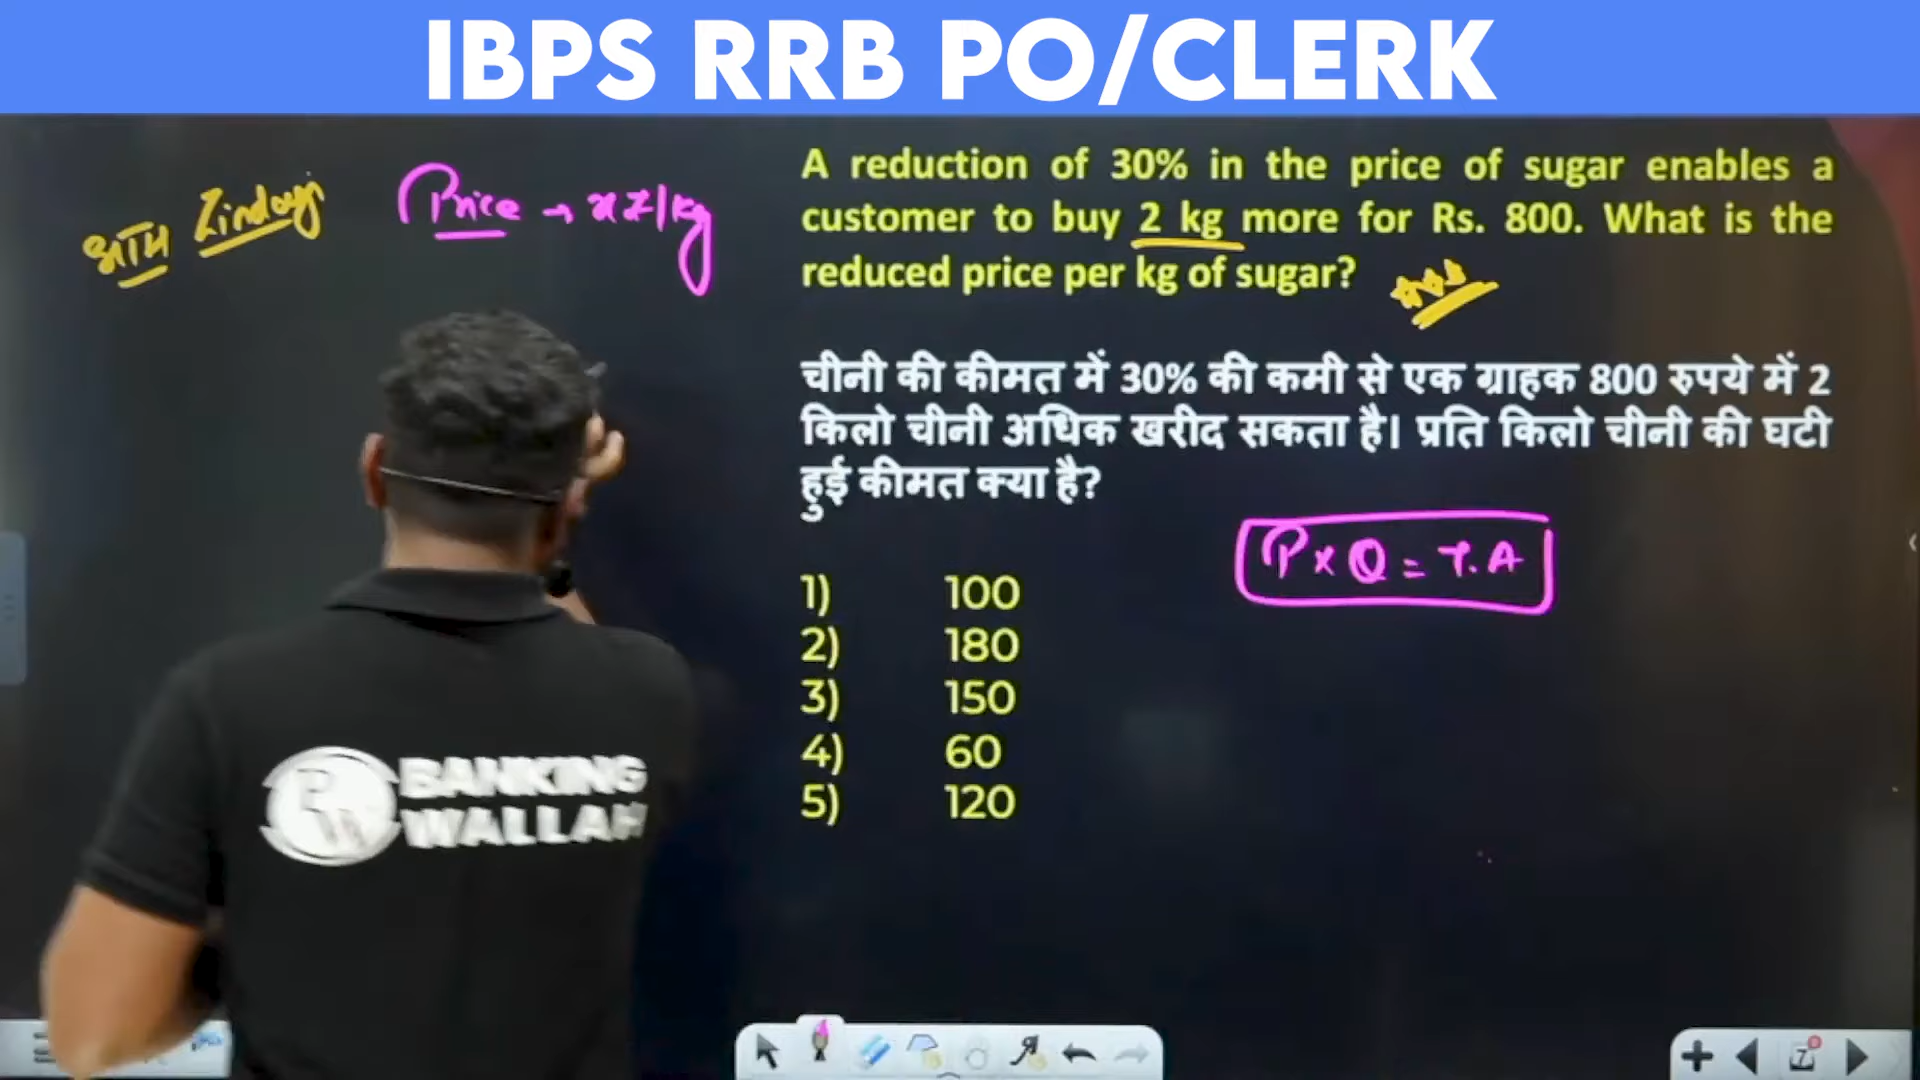 IBPS RRB PO/CLERK
Zindagi
Price → x ₹/kg
A reduction of 30% in the price of sugar enables a
customer to buy 2 kg more for Rs. 800. What is the
reduced price per kg of sugar?
चीनी की कीमत में 30% की कमी से एक ग्राहक 800 रुपये में 2
किलो चीनी अधिक खरीद सकता है। प्रति किलो चीनी की घटी
हुई कीमत क्या है?
P x Q = T.A
1) 100
2) 180
3) 150
4) 60
5) 120
PW BANKING
WALLAH